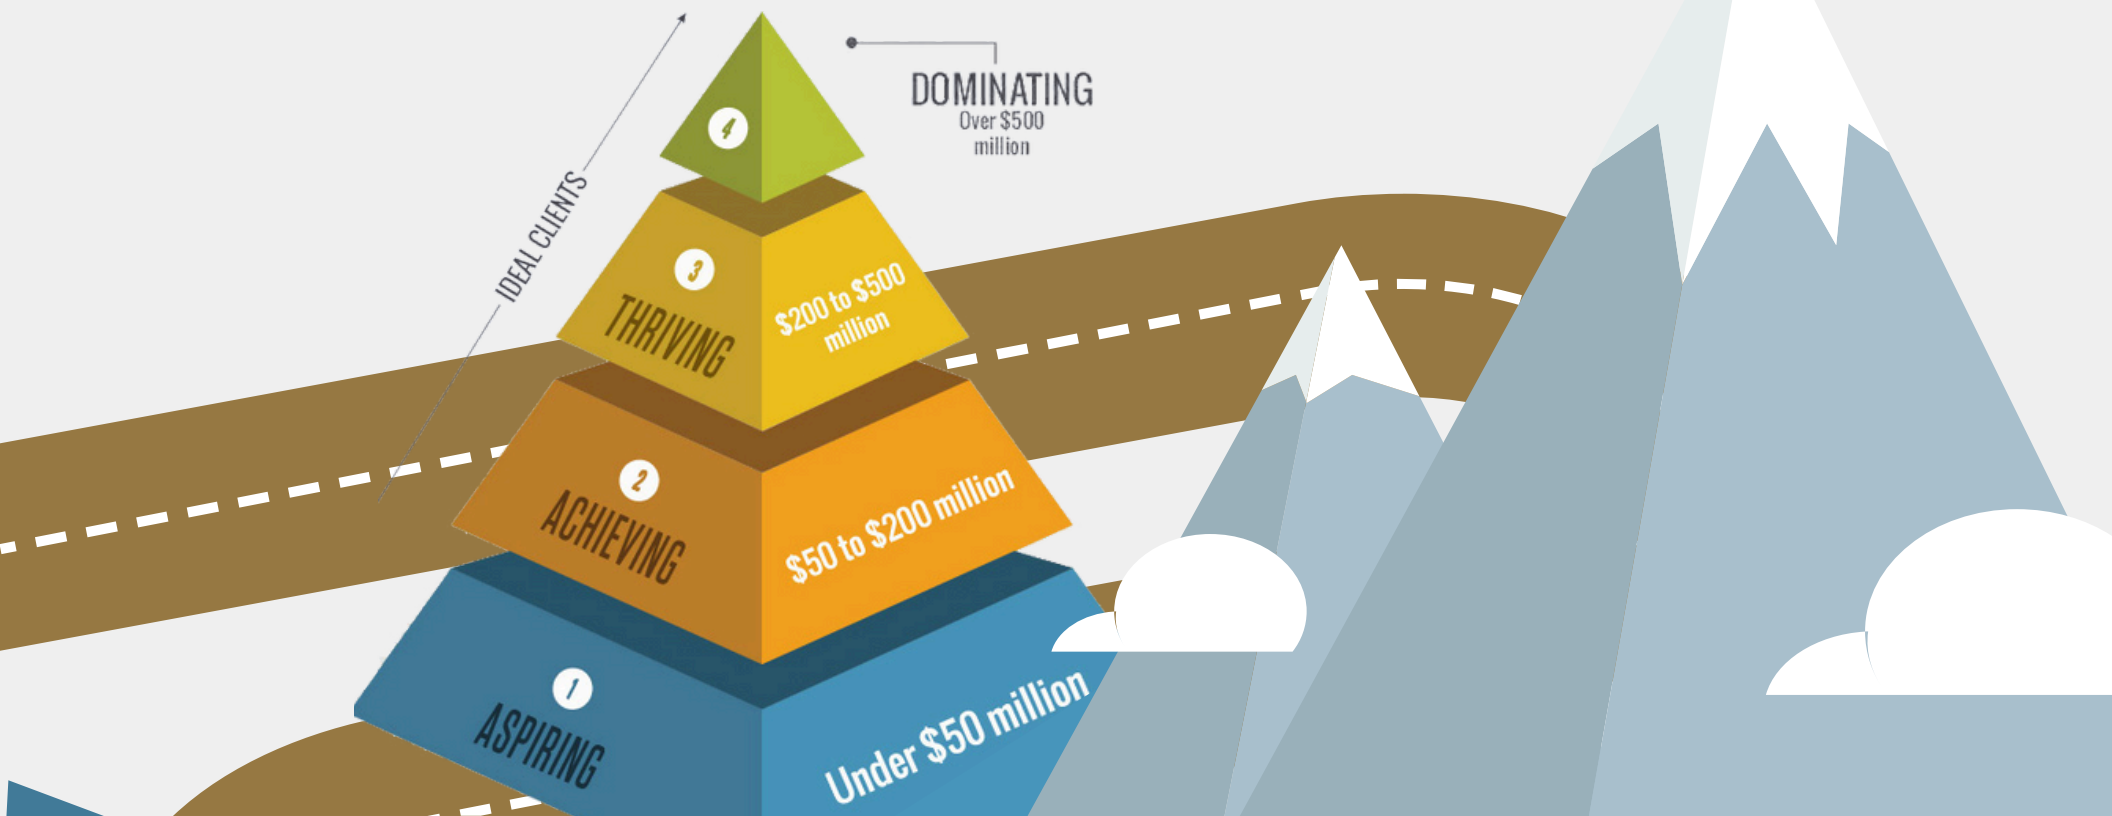 DOMINATING
Over $500
million
IDEAL CLIENTS
4
3
THRIVING
$200 to $500
million
2
ACHIEVING
$50 to $200 million
1
ASPIRING
Under $50 million